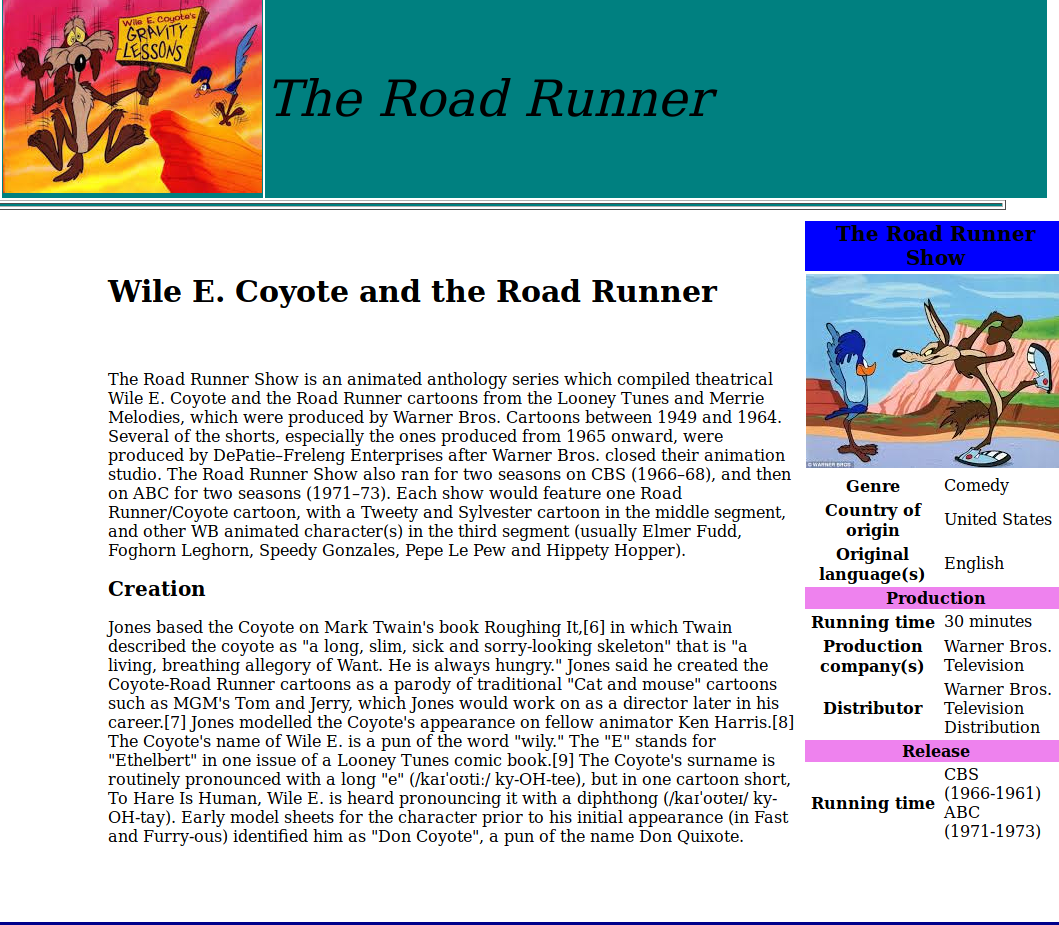 Wile E. Coyote's
GRAVITY
LESSONS
The Road Runner
Wile E. Coyote and the Road Runner
The Road Runner Show is an animated anthology series which compiled theatrical
Wile E. Coyote and the Road Runner cartoons from the Looney Tunes and Merrie
Melodies, which were produced by Warner Bros. Cartoons between 1949 and 1964.
Several of the shorts, especially the ones produced from 1965 onward, were
produced by DePatie–Freleng Enterprises after Warner Bros. closed their animation
studio. The Road Runner Show also ran for two seasons on CBS (1966–68), and then
on ABC for two seasons (1971–73). Each show would feature one Road
Runner/Coyote cartoon, with a Tweety and Sylvester cartoon in the middle segment,
and other WB animated character(s) in the third segment (usually Elmer Fudd,
Foghorn Leghorn, Speedy Gonzales, Pepe Le Pew and Hippety Hopper).
Creation
Jones based the Coyote on Mark Twain's book Roughing It,[6] in which Twain
described the coyote as "a long, slim, sick and sorry-looking skeleton" that is "a
living, breathing allegory of Want. He is always hungry." Jones said he created the
Coyote-Road Runner cartoons as a parody of traditional "Cat and mouse" cartoons
such as MGM's Tom and Jerry, which Jones would work on as a director later in his
career.[7] Jones modelled the Coyote's appearance on fellow animator Ken Harris.[8]
The Coyote's name of Wile E. is a pun of the word "wily." The "E" stands for
"Ethelbert" in one issue of a Looney Tunes comic book.[9] The Coyote's surname is
routinely pronounced with a long "e" (/kaɪˈoʊtiː/ ky-OH-tee), but in one cartoon short,
To Hare Is Human, Wile E. is heard pronouncing it with a diphthong (/kaɪˈoʊteɪ/ ky-
OH-tay). Early model sheets for the character prior to his initial appearance (in Fast
and Furry-ous) identified him as "Don Coyote", a pun of the name Don Quixote.
The Road Runner
Show
© WARNER BROS
Genre Comedy
Country of
origin United States
Original
language(s) English
Production
Running time 30 minutes
Production
company(s) Warner Bros.
Television
Distributor Warner Bros.
Television
Distribution
Release
Running time CBS
(1966-1961)
ABC
(1971-1973)